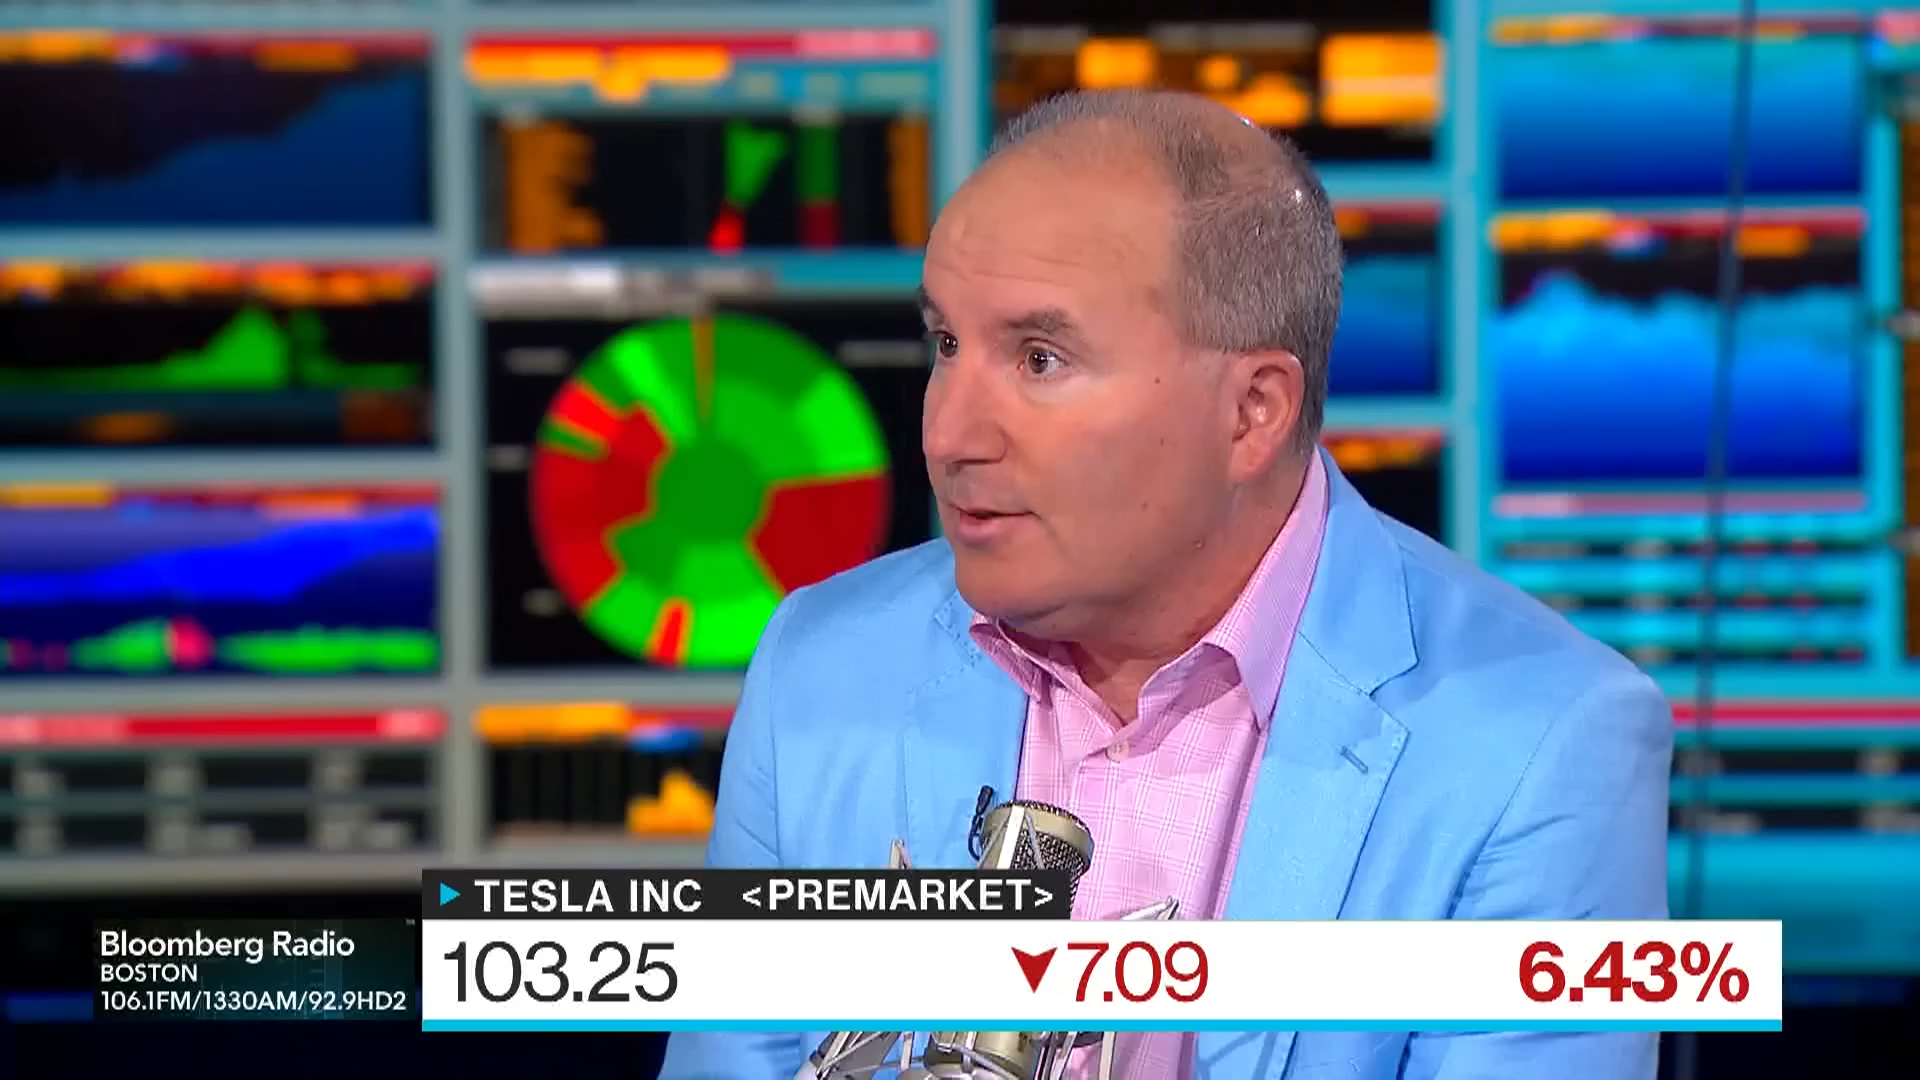 TESLA INC <PREMARKET>
103.25 ▼7.09 6.43%
Bloomberg Radio
BOSTON
106.1FM/1330AM/92.9HD2